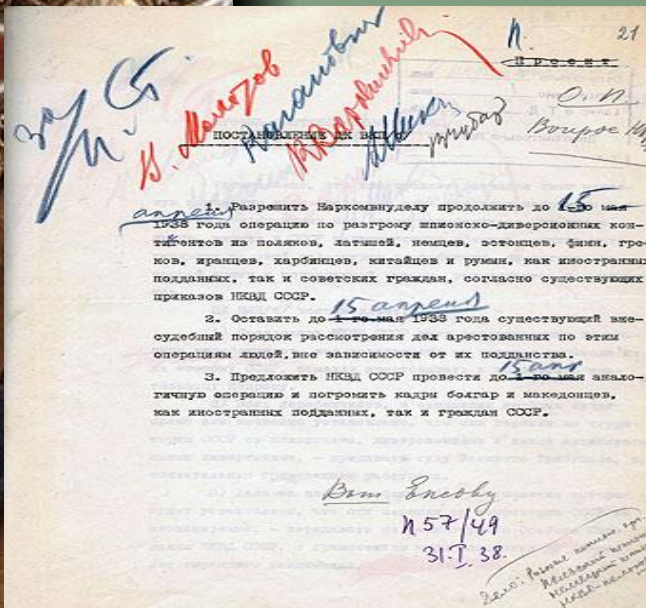 П.
21
Проект
за
И. Ст.
В. Молотов
Каганович
К Ворошилов
А Микоян
Чубарь
О.П.
Вопрос НКВД
ПОСТАНОВЛЕНИЕ ЦК ВКП/б/
1. Разрешить Наркомвнуделу продолжить до 1-го мая
15 апреля
1938 года операцию по разгрому шпионско-диверсионных кон-
тингентов из поляков, латышей, немцев, эстонцев, финн, гре-
ков, иранцев, харбинцев, китайцев и румын, как иностранных
подданных, так и советских граждан, согласно существующих
приказов НКВД СССР.
15 апреля
2. Оставить до 1-го мая 1938 года существующий вне-
судебный порядок рассмотрения дел арестованных по этим
операциям людей, вне зависимости от их подданства.
15 апр
3. Предложить НКВД СССР провести до 1-го мая анало-
гичную операцию и погромить кадры болгар и македонцев,
как иностранных подданных, так и граждан СССР.
Ежову
П 57/49
31.I.38.